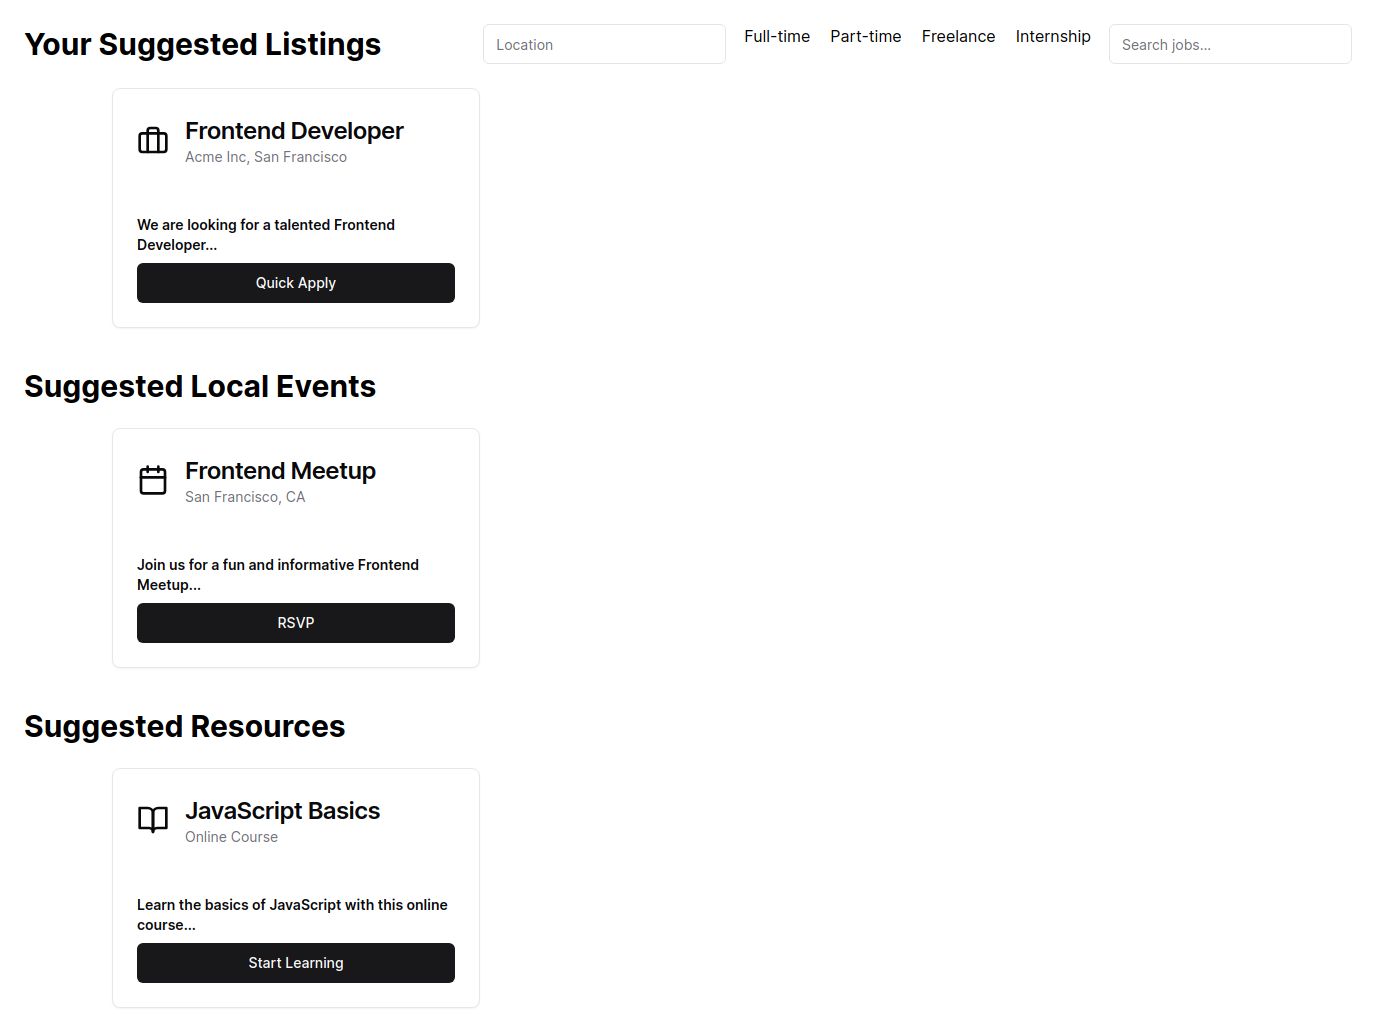 Your Suggested Listings
Location
Full-time
Part-time
Freelance
Internship
Search jobs...
Frontend Developer
Acme Inc, San Francisco
We are looking for a talented Frontend
Developer...
Quick Apply
Suggested Local Events
Frontend Meetup
San Francisco, CA
Join us for a fun and informative Frontend
Meetup...
RSVP
Suggested Resources
JavaScript Basics
Online Course
Learn the basics of JavaScript with this online
course...
Start Learning